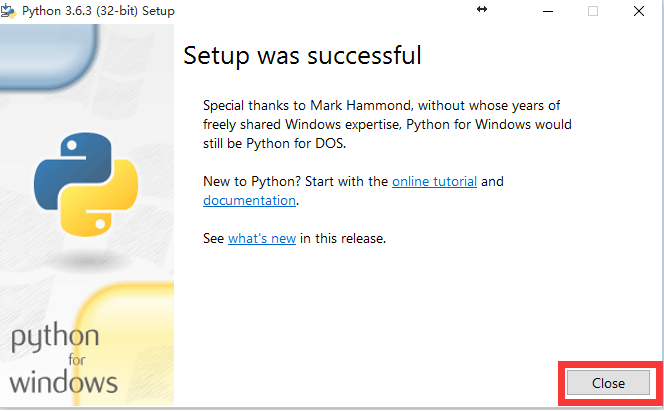 Python 3.6.3 (32-bit) Setup
Setup was successful
Special thanks to Mark Hammond, without whose years of
freely shared Windows expertise, Python for Windows would
still be Python for DOS.
New to Python? Start with the online tutorial and
documentation.
See what's new in this release.
python
for
windows
Close